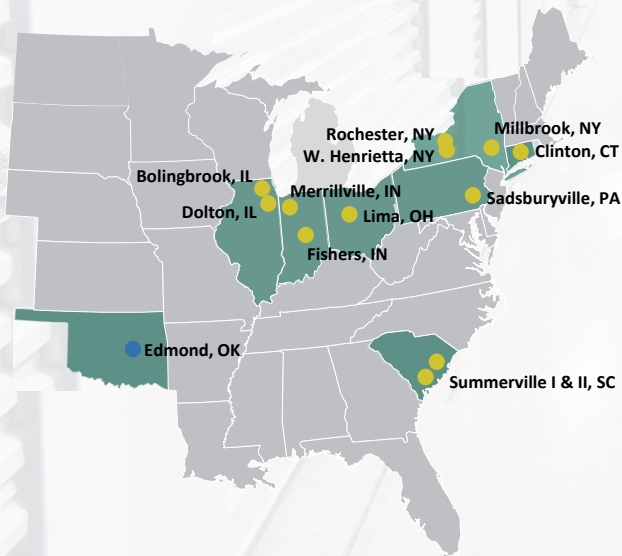 Rochester, NY
Millbrook, NY
W. Henrietta, NY
Clinton, CT
Bolingbrook, IL
Merrillville, IN
Sadsburyville, PA
Dolton, IL
Lima, OH
Fishers, IN
Edmond, OK
Summerville I & II, SC